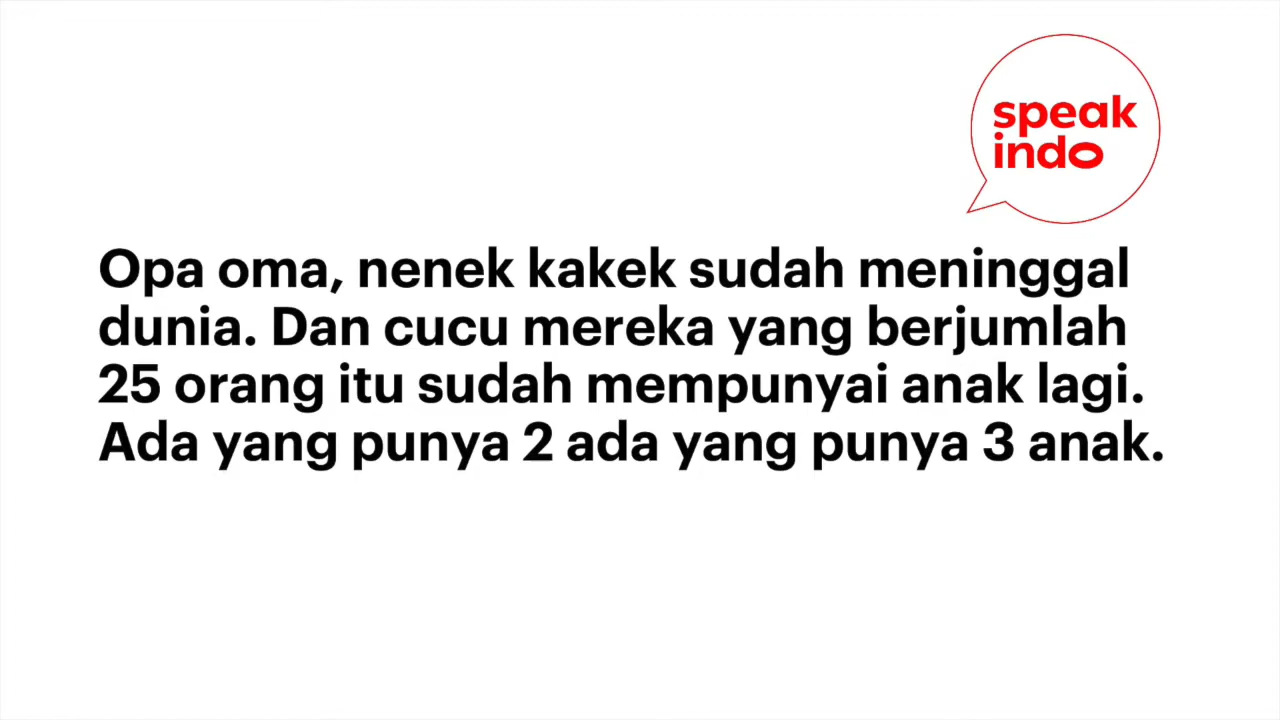 speak
indo
Opa oma, nenek kakek sudah meninggal
dunia. Dan cucu mereka yang berjumlah
25 orang itu sudah mempunyai anak lagi.
Ada yang punya 2 ada yang punya 3 anak.